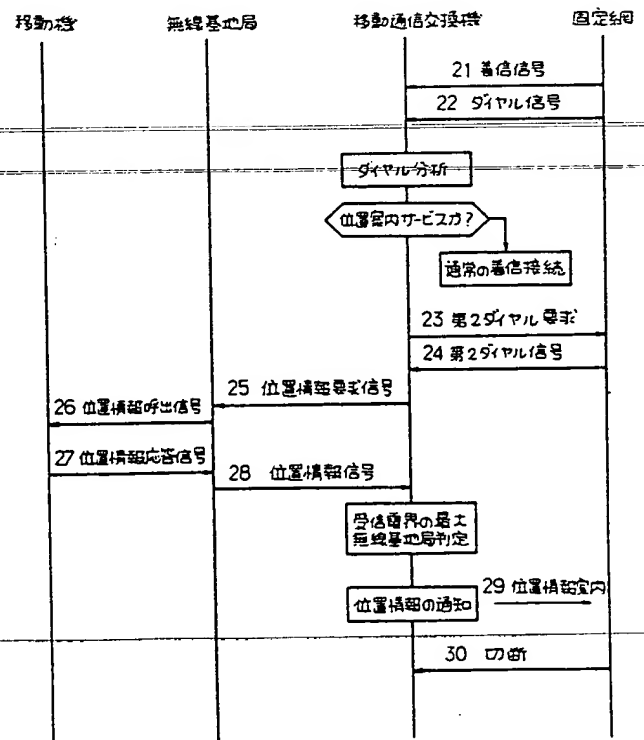 移動機 無線基地局 移動通信交換機 固定網
21 着信信号
22 ダイヤル信号
ダイヤル分析
位置案内サービスか?
通常の着信接続
23 第2ダイヤル要求
24 第2ダイヤル信号
25 位置情報要求信号
26 位置情報呼出信号
27 位置情報応答信号
28 位置情報信号
受信電界の最大
無線基地局判定
29 位置情報案内
位置情報の通知
30 切断